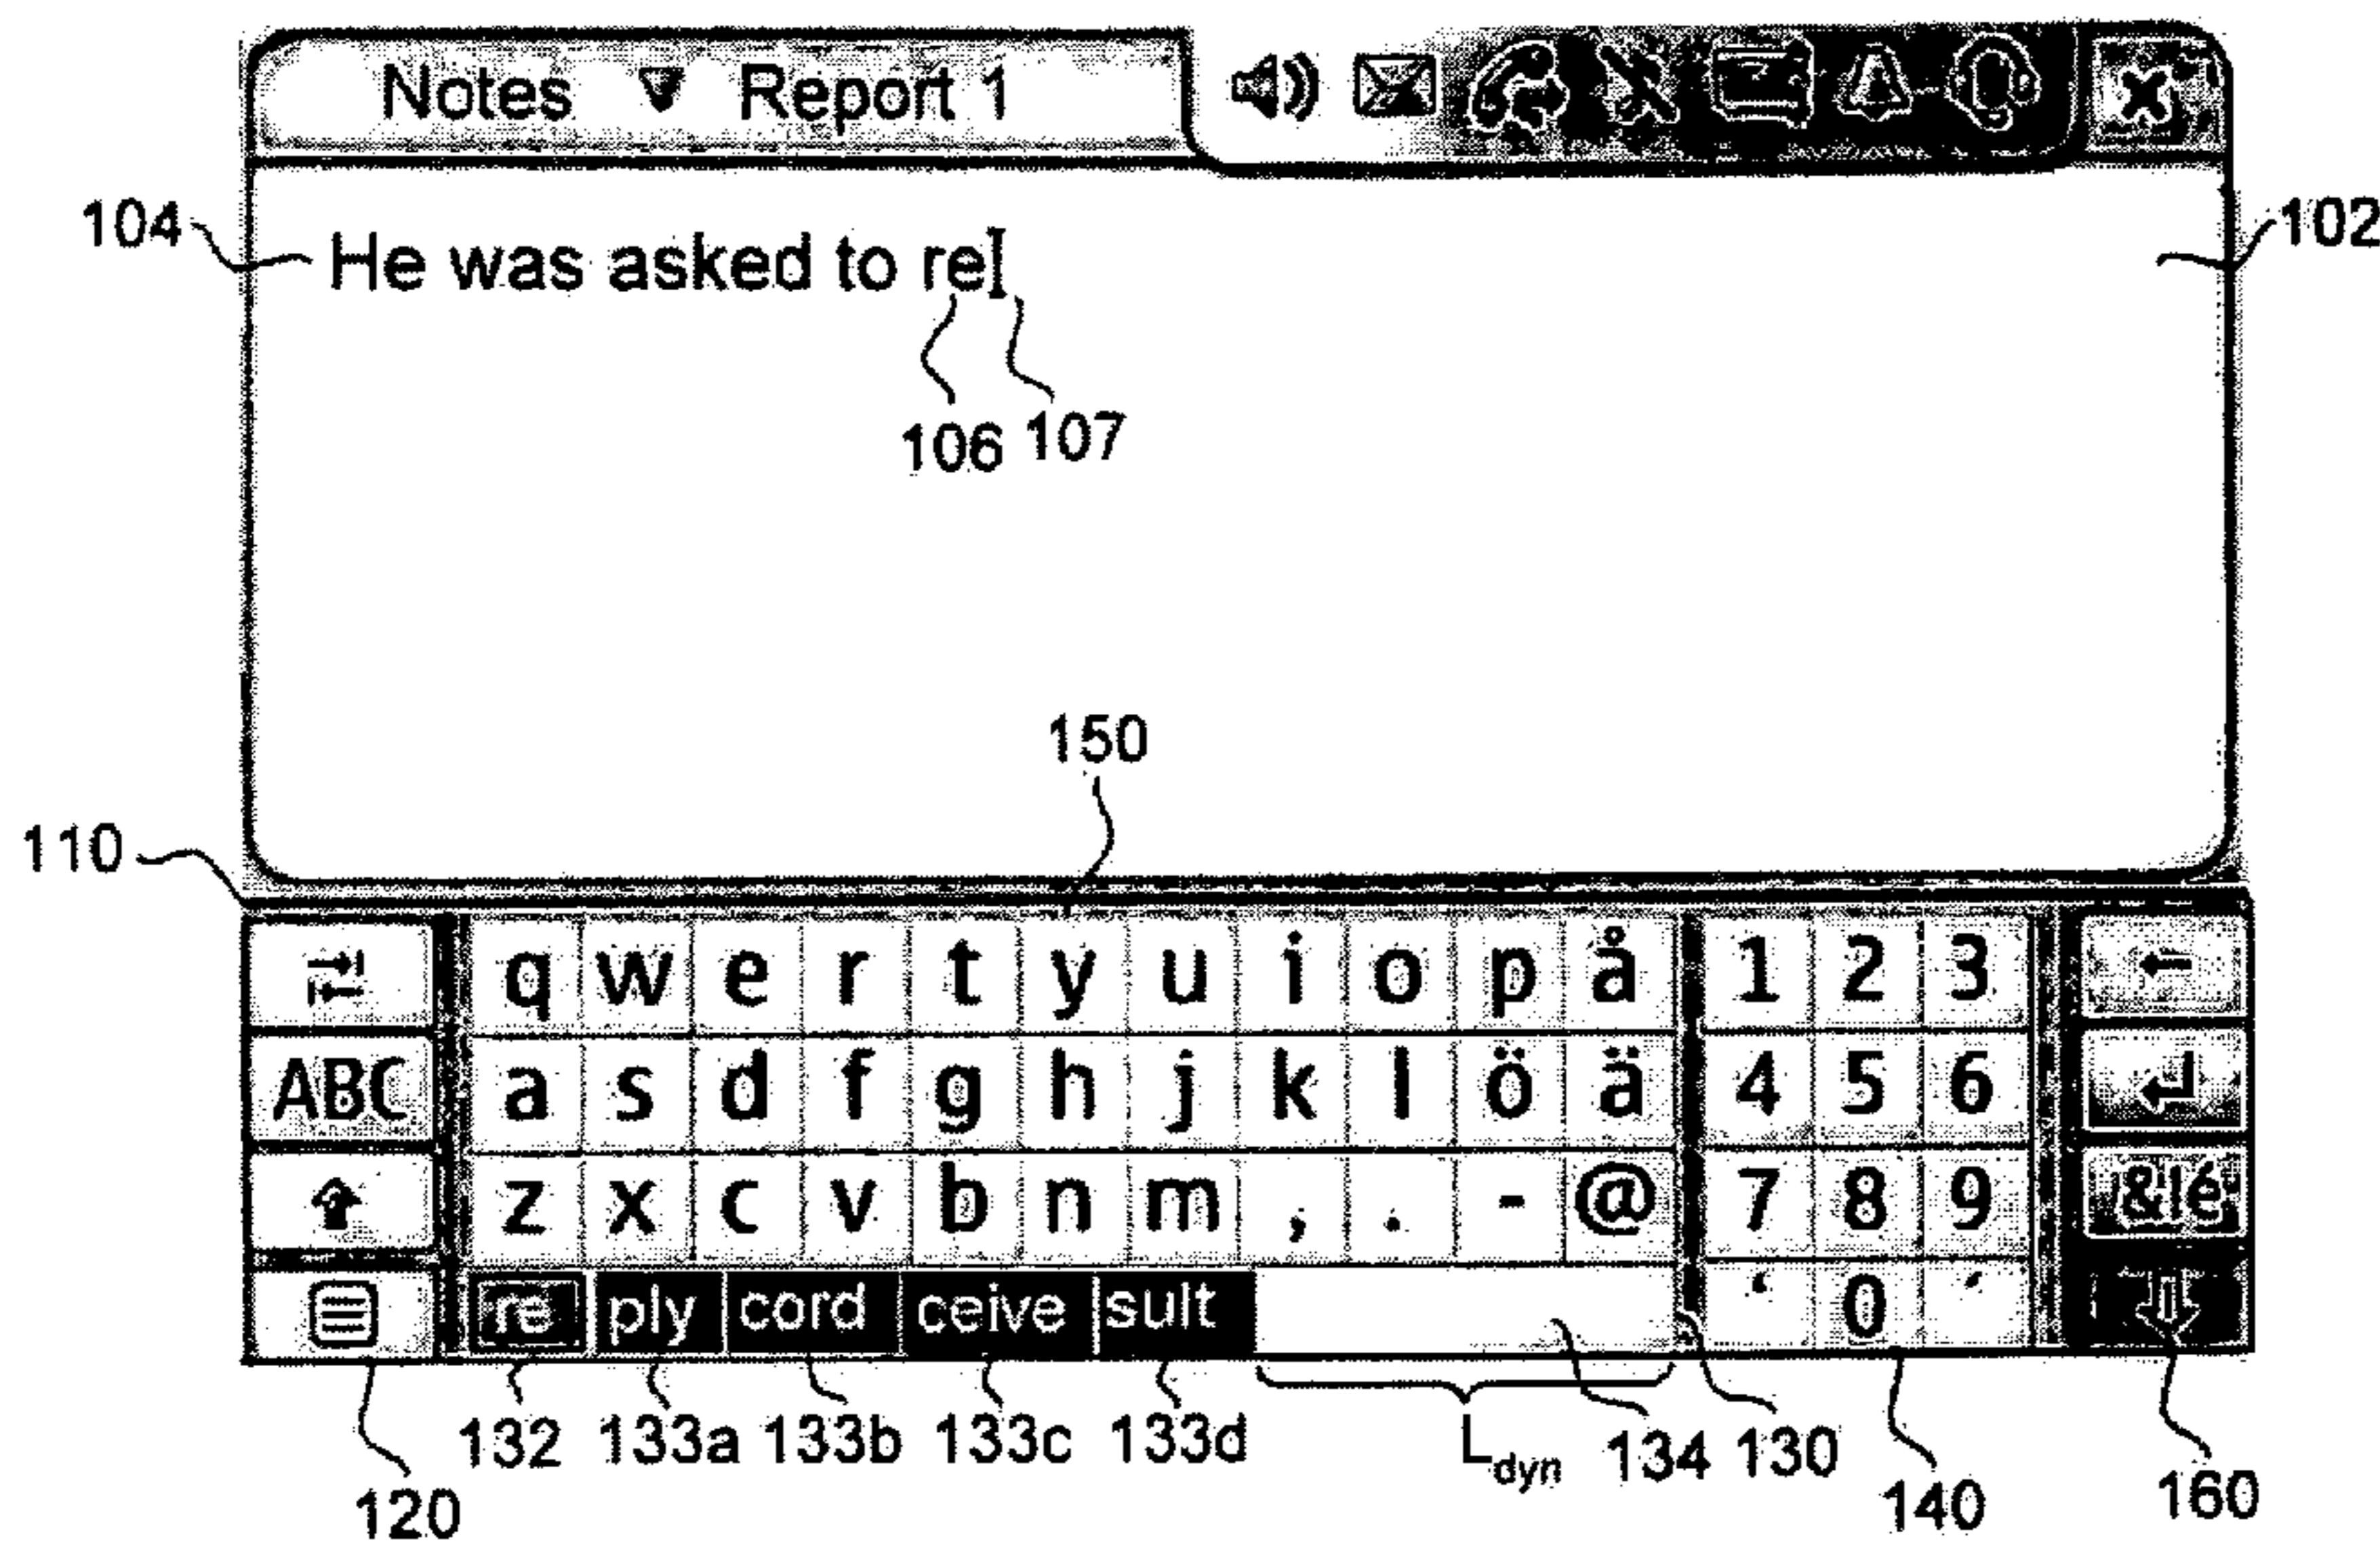 Notes Report 1
104 He was asked to re 102
106 107
150
110
q w e r t y u i o p å 1 2 3
ABC a s d f g h j k l ö ä 4 5 6
z x c v b n m , . - @ 7 8 9 &!é
re ply cord ceive sult ‘ 0 ´
132 133a 133b 133c 133d Ldyn 134 130
120 140 160